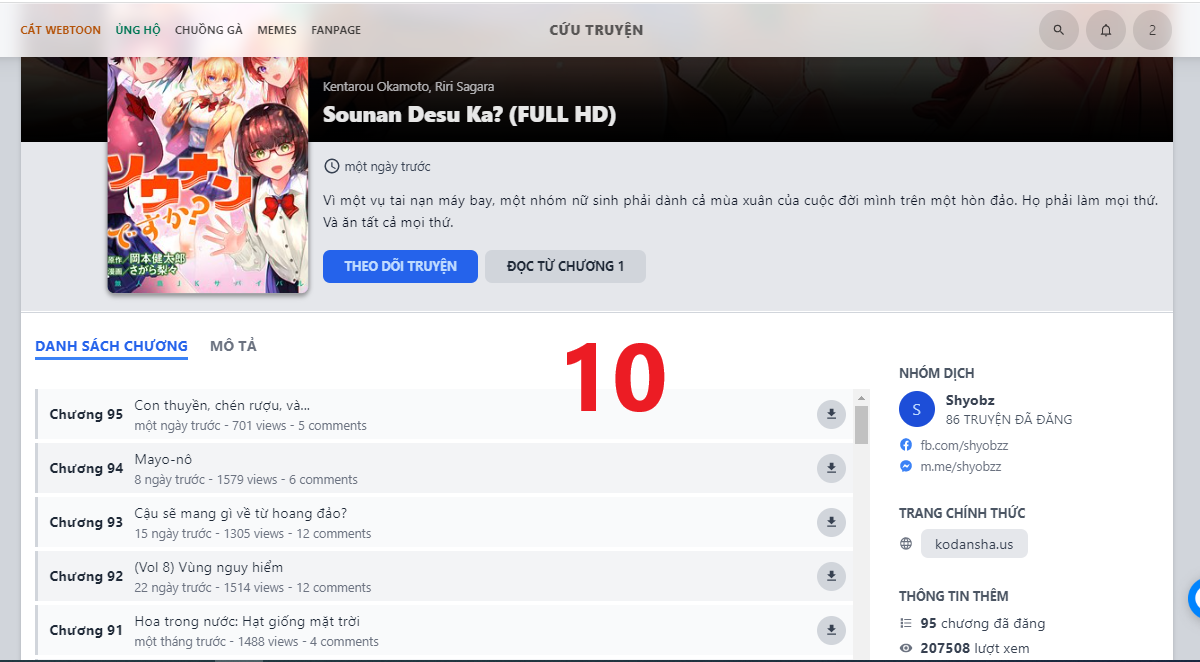 CẮT WEBTOON ỦNG HỘ CHUỒNG GÀ MEMES FANPAGE CỨU TRUYỆN 2
Kentarou Okamoto, Riri Sagara
Sounan Desu Ka? (FULL HD)
ソウナン
ですか?
原作/岡本健太郎
漫画/さがら梨々
無人島JKサバイバル
một ngày trước
Vì một vụ tai nạn máy bay, một nhóm nữ sinh phải dành cả mùa xuân của cuộc đời mình trên một hòn đảo. Họ phải làm mọi thứ.
Và ăn tất cả mọi thứ.
THEO DÕI TRUYỆN ĐỌC TỪ CHƯƠNG 1
DANH SÁCH CHƯƠNG MÔ TẢ
10
Chương 95
Con thuyền, chén rượu, và...
một ngày trước - 701 views - 5 comments
Chương 94
Mayo-nô
8 ngày trước - 1579 views - 6 comments
Chương 93
Cậu sẽ mang gì về từ hoang đảo?
15 ngày trước - 1305 views - 12 comments
Chương 92
(Vol 8) Vùng nguy hiểm
22 ngày trước - 1514 views - 12 comments
Chương 91
Hoa trong nước: Hạt giống mặt trời
một tháng trước - 1488 views - 4 comments
NHÓM DỊCH
S
Shyobz
86 TRUYỆN ĐÃ ĐĂNG
fb.com/shyobzz
m.me/shyobzz
TRANG CHÍNH THỨC
kodansha.us
THÔNG TIN THÊM
95 chương đã đăng
207508 lượt xem